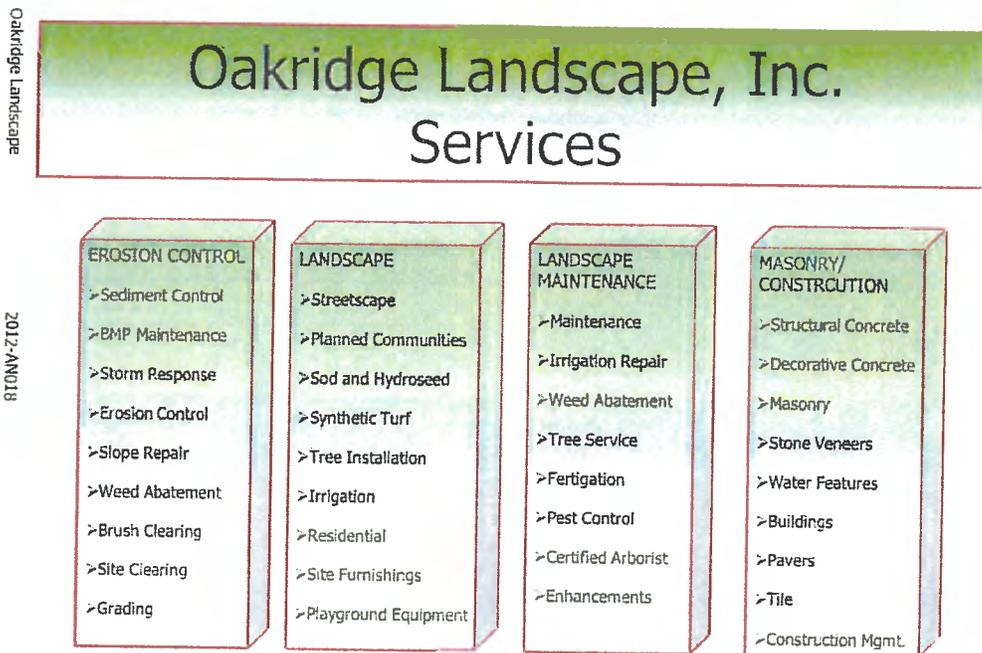 Oakridge Landscape
2012-AN018
Oakridge Landscape, Inc.
Services
EROSION CONTROL
➢Sediment Control
➢BMP Maintenance
➢Storm Response
➢Erosion Control
➢Slope Repair
➢Weed Abatement
➢Brush Clearing
➢Site Clearing
➢Grading
LANDSCAPE
➢Streetscape
➢Planned Communities
➢Sod and Hydroseed
➢Synthetic Turf
➢Tree Installation
➢Irrigation
➢Residential
➢Site Furnishings
➢Playground Equipment
LANDSCAPE
MAINTENANCE
➢Maintenance
➢Irrigation Repair
➢Weed Abatement
➢Tree Service
➢Fertigation
➢Pest Control
➢Certified Arborist
➢Enhancements
MASONRY/
CONSTRCUTION
➢Structural Concrete
➢Decorative Concrete
➢Masonry
➢Stone Veneers
➢Water Features
➢Buildings
➢Pavers
➢Tile
➢Construction Mgmt.